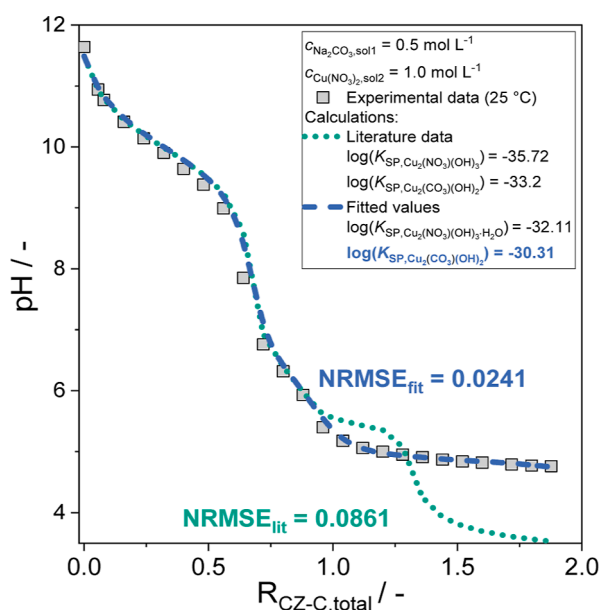 12
10
8
6
4
pH / -
0.0
0.5
1.0
1.5
2.0
R_CZ-C,total / -
c_Na₂CO₃,sol1 = 0.5 mol L⁻¹
c_Cu(NO₃)₂,sol2 = 1.0 mol L⁻¹
Experimental data (25 °C)
Calculations:
Literature data
log(K_SP,Cu₂(NO₃)(OH)₃) = -35.72
log(K_SP,Cu₂(CO₃)(OH)₂) = -33.2
Fitted values
log(K_SP,Cu₂(NO₃)(OH)₃·H₂O) = -32.11
log(K_SP,Cu₂(CO₃)(OH)₂) = -30.31
NRMSE_fit = 0.0241
NRMSE_lit = 0.0861